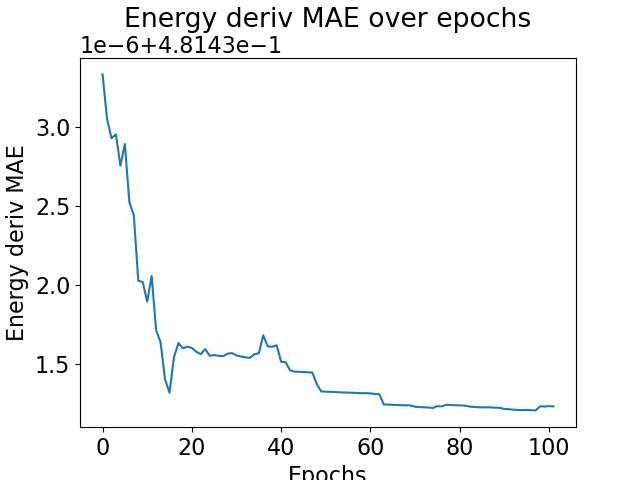 Energy deriv MAE over epochs
1e−6+4.8143e−1
3.0
2.5
2.0
1.5
Energy deriv MAE
0 20 40 60 80 100
Epochs